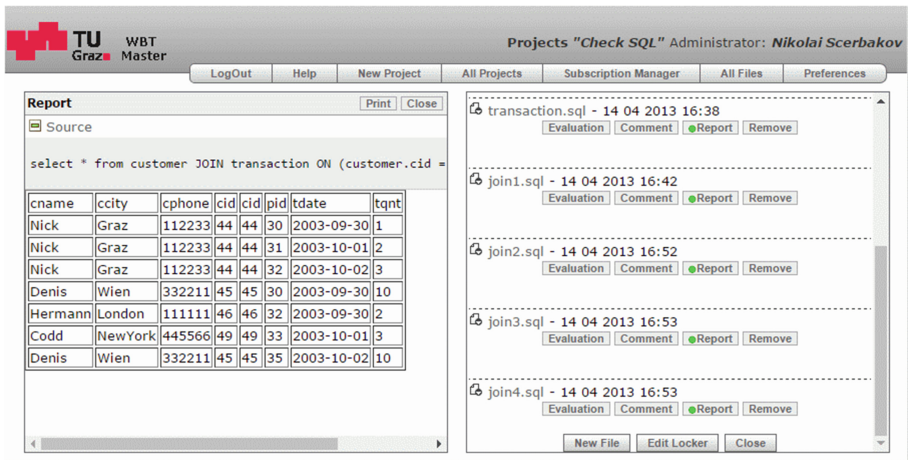 TU WBT
Graz Master
Projects "Check SQL" Administrator: Nikolai Scerbakov
LogOut Help New Project All Projects Subscription Manager All Files Preferences
Report Print Close
Source
select * from customer JOIN transaction ON (customer.cid =
cname ccity cphone cid cid pid tdate tqnt
Nick Graz 112233 44 44 30 2003-09-30 1
Nick Graz 112233 44 44 31 2003-10-01 2
Nick Graz 112233 44 44 32 2003-10-02 3
Denis Wien 332211 45 45 30 2003-09-30 10
Hermann London 111111 46 46 32 2003-09-30 2
Codd NewYork 445566 49 49 33 2003-10-01 3
Denis Wien 332211 45 45 35 2003-10-02 10
transaction.sql - 14 04 2013 16:38
Evaluation Comment Report Remove
join1.sql - 14 04 2013 16:42
Evaluation Comment Report Remove
join2.sql - 14 04 2013 16:52
Evaluation Comment Report Remove
join3.sql - 14 04 2013 16:53
Evaluation Comment Report Remove
join4.sql - 14 04 2013 16:53
Evaluation Comment Report Remove
New File Edit Locker Close